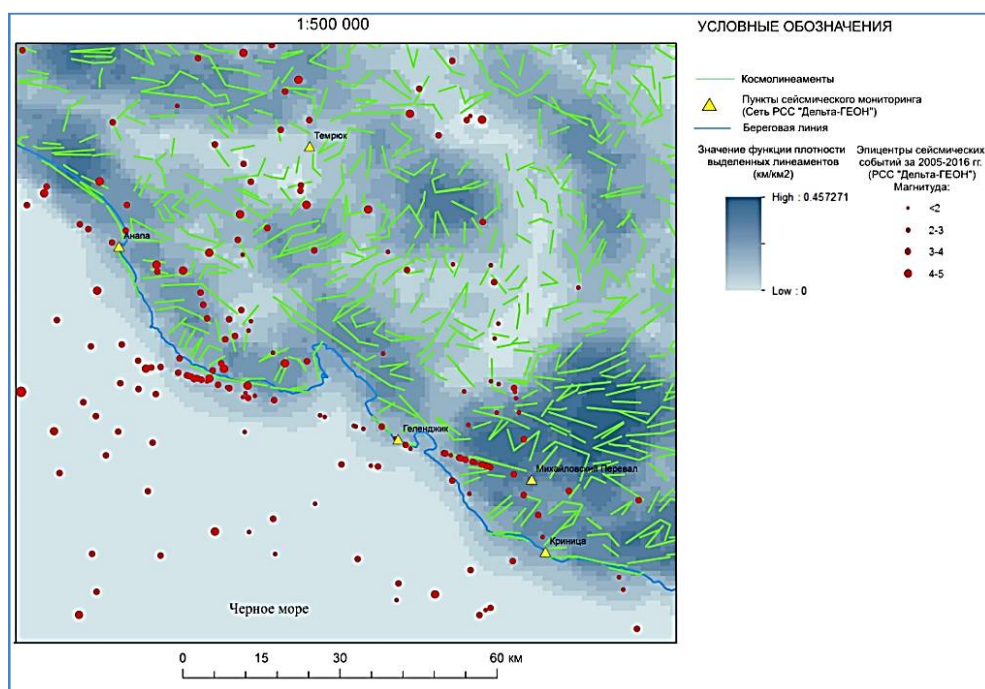 1:500 000
УСЛОВНЫЕ ОБОЗНАЧЕНИЯ
Космолинеаменты
Пункты сейсмического мониторинга
(Сеть РСС "Дельта-ГЕОН")
Береговая линия
Значение функции плотности
выделенных линеаментов
(км/км2)
High : 0.457271
Low : 0
Эпицентры сейсмических
событий за 2005-2016 гг.
(РСС "Дельта-ГЕОН")
Магнитуда:
<2
2-3
3-4
4-5
Темрюк
Анапа
Геленджик
Михайловский Перевал
Криница
Черное море
0 15 30 60 км